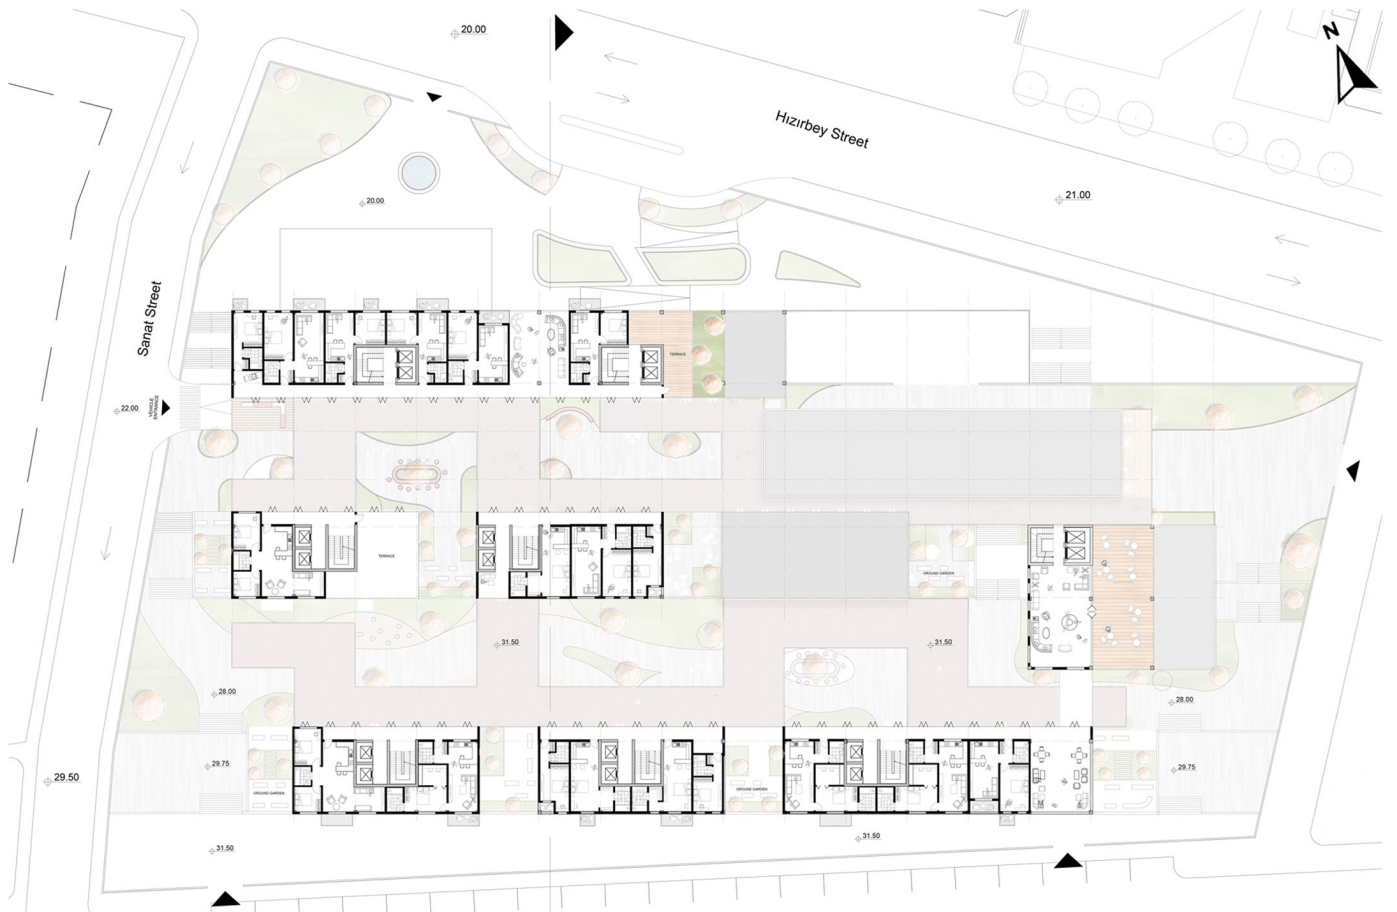 20.00
N
Hızırbey Street
21.00
20.00
Sanat Street
TERRACE
22.00
VEHICLE
ENTRANCE
TERRACE
GROUND GARDEN
31.50
31.50
28.00
28.00
29.75
29.75
29.50
GROUND GARDEN
GROUND GARDEN
31.50
31.50